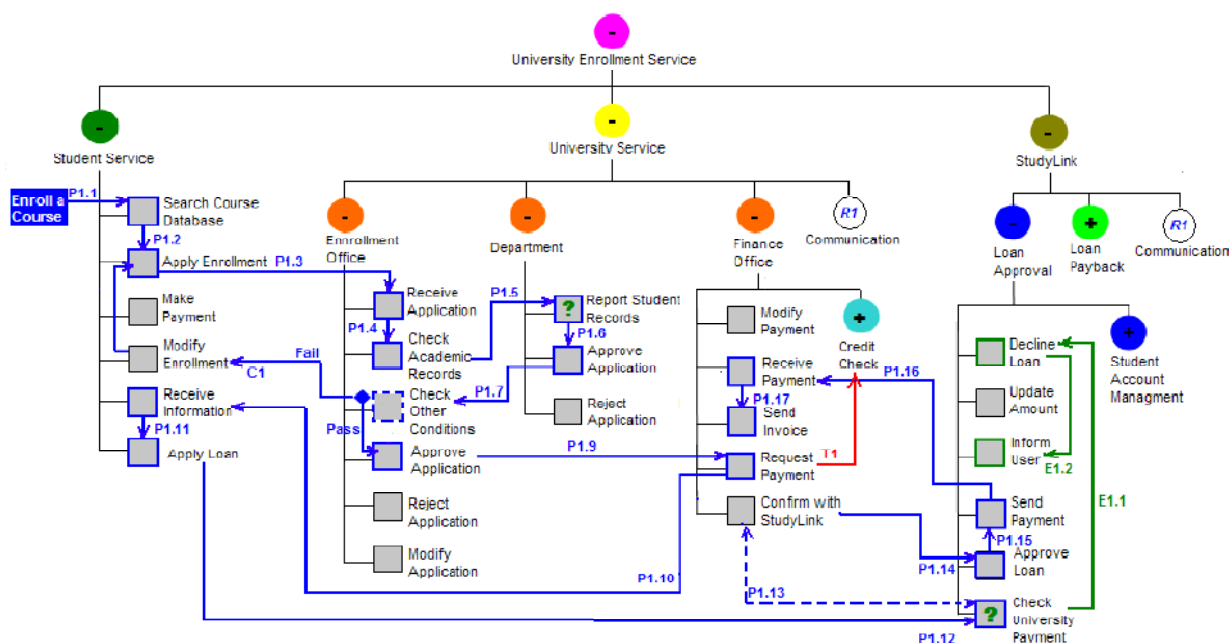 -
University Enrollment Service
-
Student Service
-
University Service
-
StudyLink
Enroll a
Course
P1.1
Search Course
Database
P1.2
Apply Enrollment
P1.3
Make
Payment
Modify
Enrollment
Fail
C1
Receive
Information
P1.11
Apply Loan
-
Enrollment
Office
Receive
Application
P1.4
Check
Academic
Records
P1.5
Check
Other
Conditions
P1.7
Pass
Approve
Application
P1.9
Reject
Application
Modify
Application
P1.10
-
Department
?
Report Student
Records
P1.6
Approve
Application
Reject
Application
-
Finance
Office
R1
Communication
Modify
Payment
+
Credit
Check
Receive
Payment
P1.16
P1.17
Send
Invoice
Request
Payment
T1
Confirm with
StudyLink
P1.13
P1.14
P1.12
-
Loan
Approval
+
Loan
Payback
R1
Communication
+
Student
Account
Managment
Decline
Loan
Update
Amount
Inform
User
E1.2
E1.1
Send
Payment
P1.15
Approve
Loan
?
Check
University
Payment